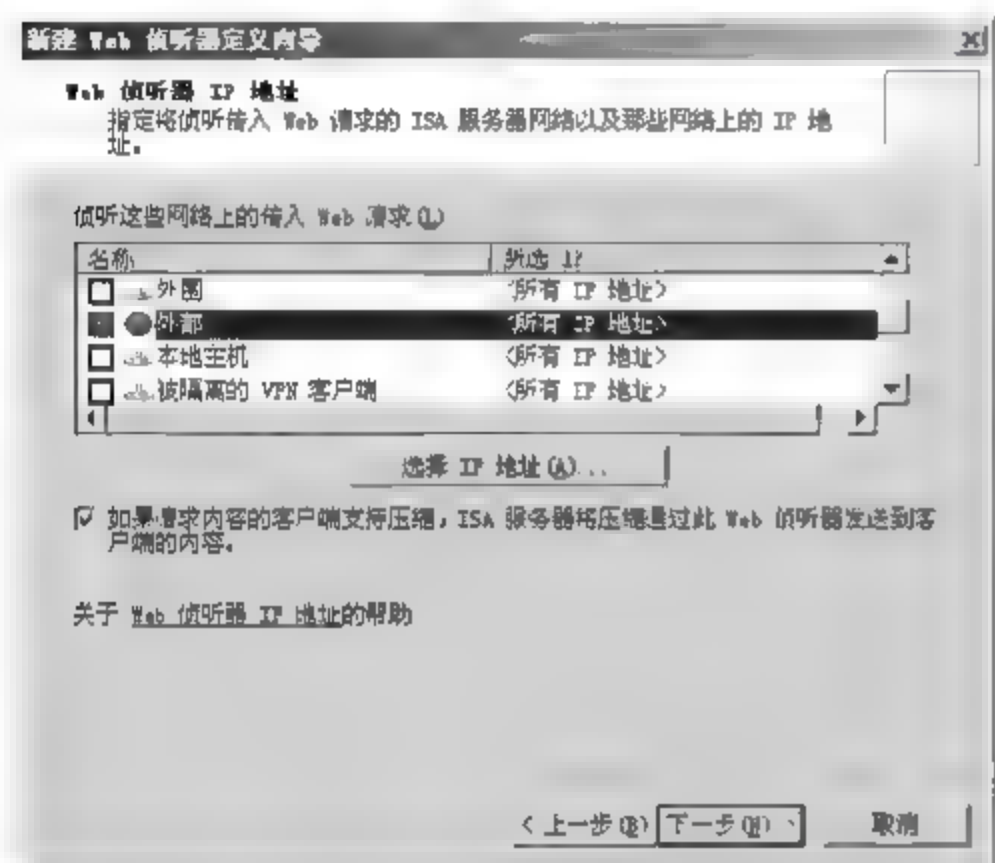 新建 Web 侦听器定义向导
Web 侦听器 IP 地址
指定将侦听传入 Web 请求的 ISA 服务器网络以及那些网络上的 IP 地
址。
侦听这些网络上的传入 Web 请求(L)
名称 所选 IP
外围 <所有 IP 地址>
外部 <所有 IP 地址>
本地主机 <所有 IP 地址>
被隔离的 VPN 客户端 <所有 IP 地址>
选择 IP 地址(A)...
如果请求内容的客户端支持压缩，ISA 服务器将压缩通过此 Web 侦听器发送到客
户端的内容。
关于 Web 侦听器 IP 地址的帮助
< 上一步(B) 下一步(N) > 取消